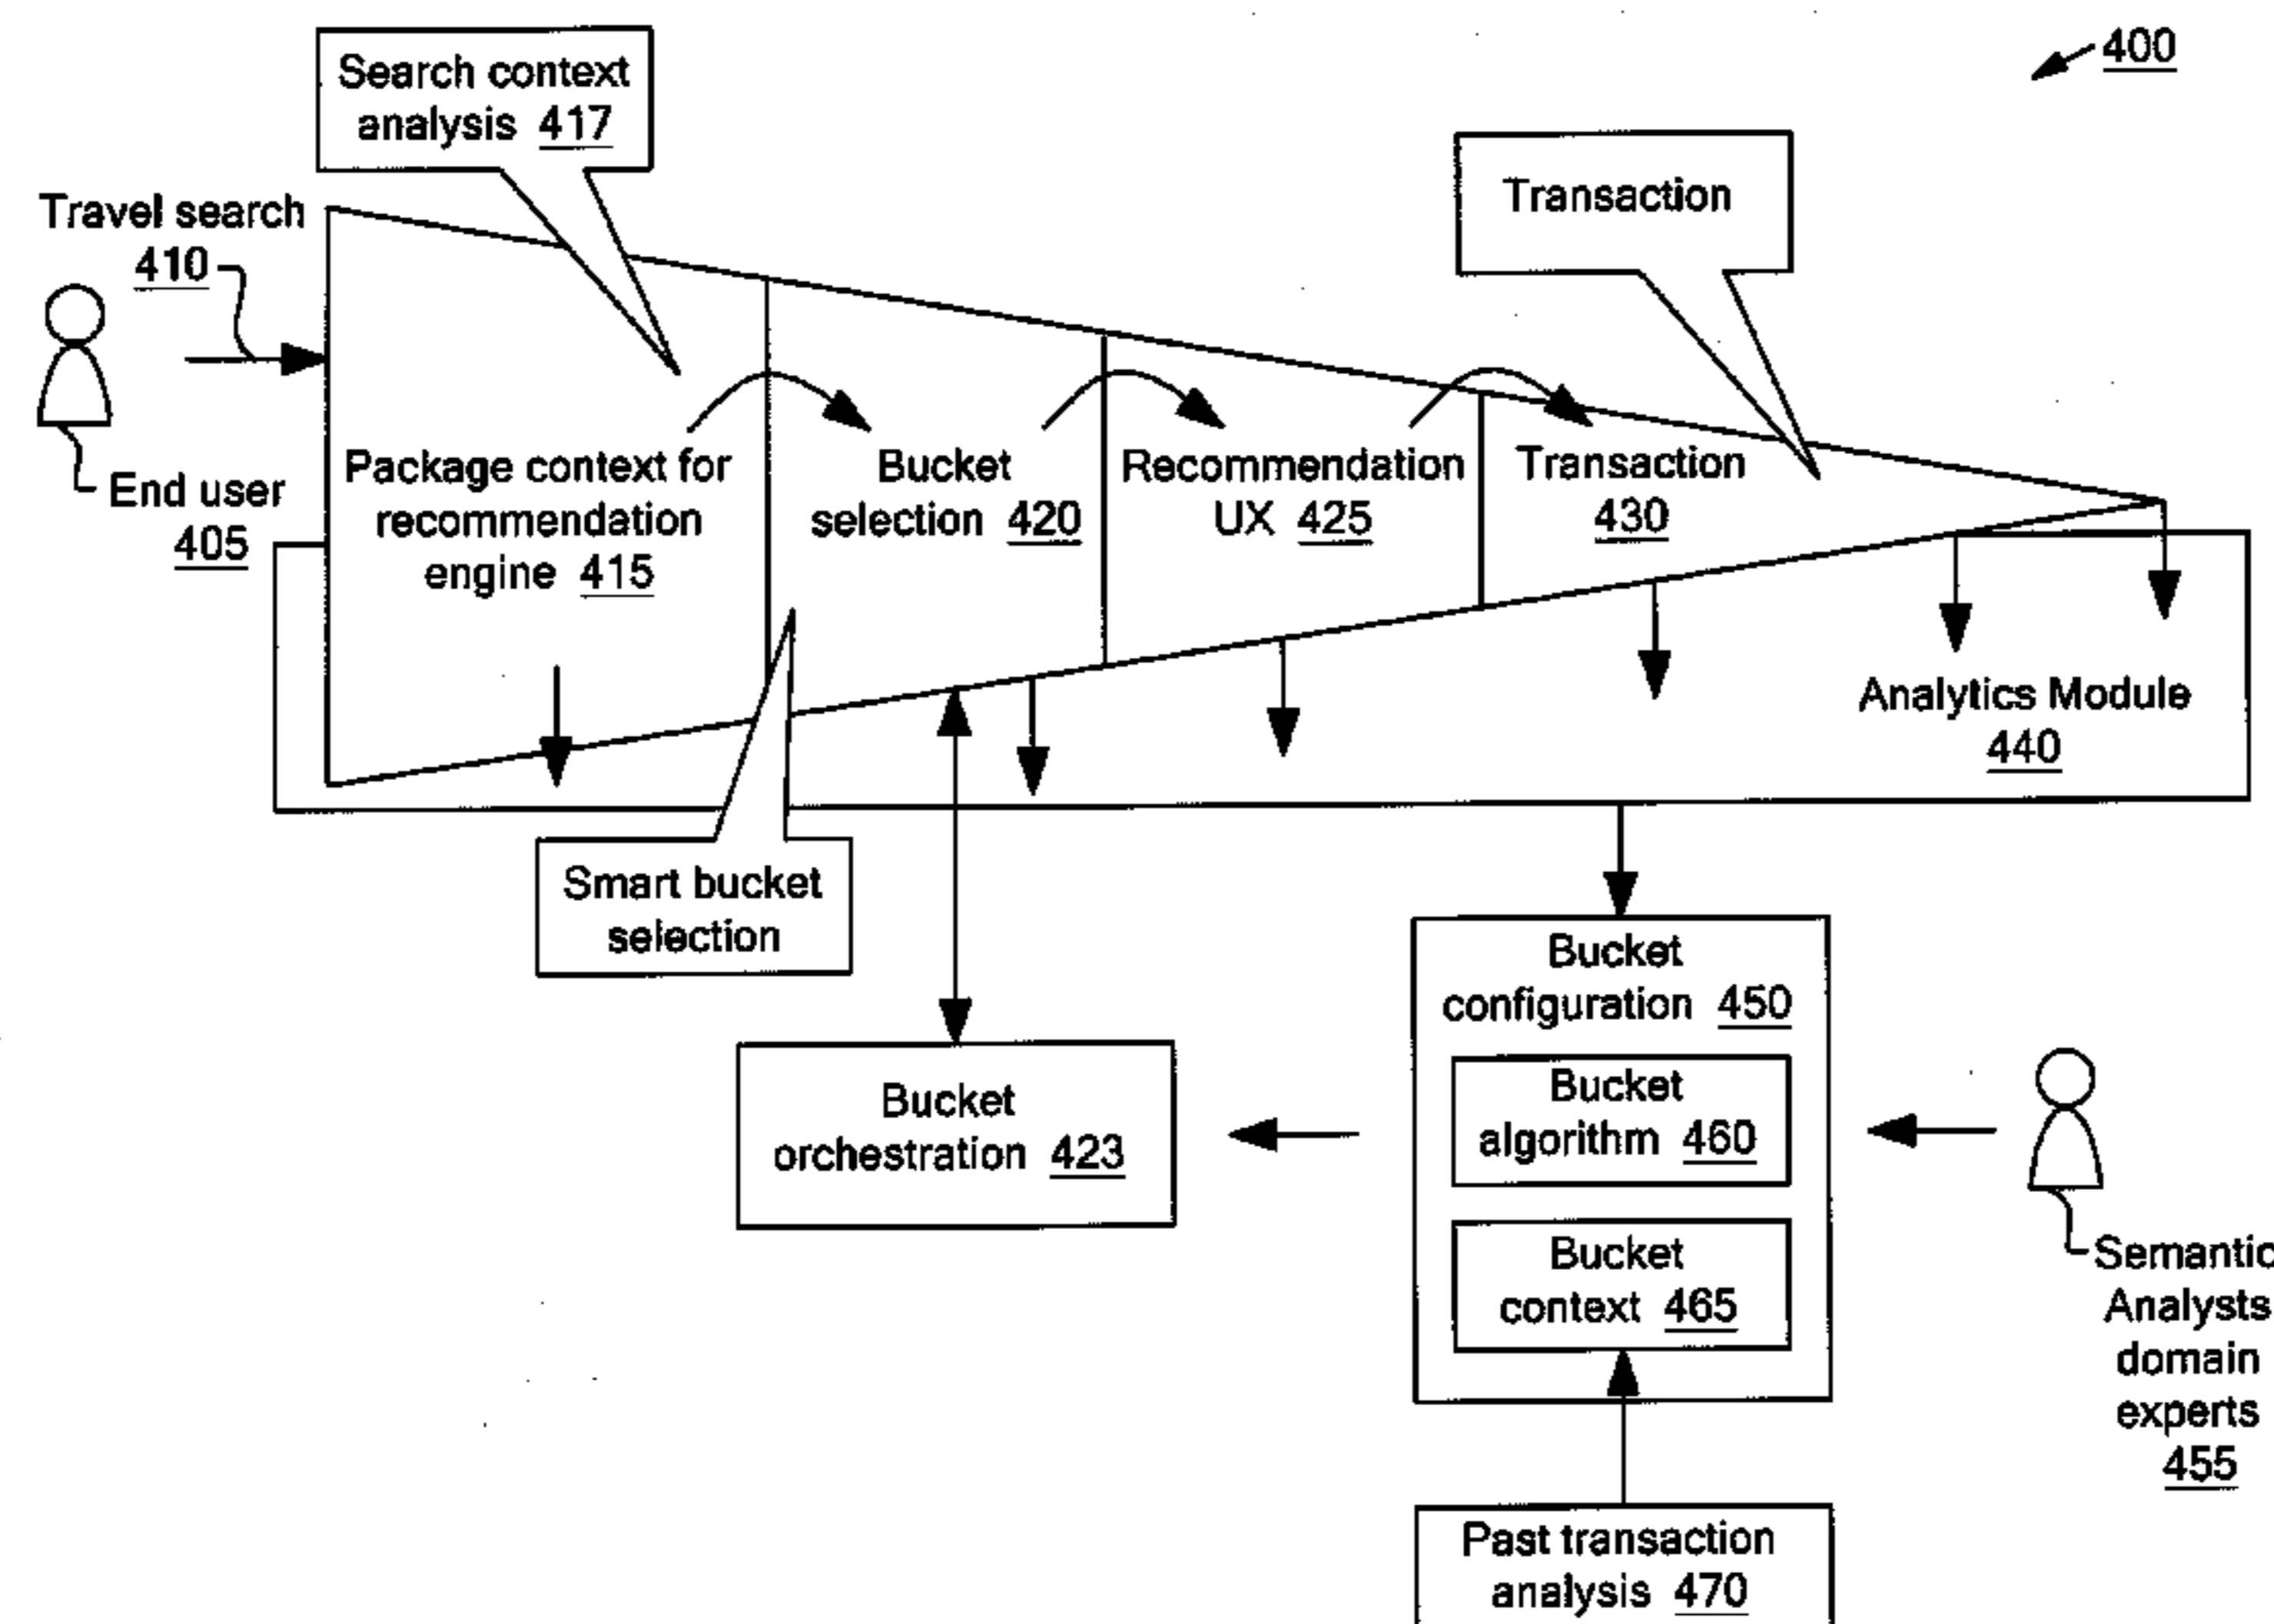 400
Search context
analysis 417
Transaction
Travel search
410
End user
405
Package context for
recommendation
engine 415
Bucket
selection 420
Recommendation
UX 425
Transaction
430
Analytics Module
440
Smart bucket
selection
Bucket
orchestration 423
Bucket
configuration 450
Bucket
algorithm 460
Bucket
context 465
Semantic
Analysts
domain
experts
455
Past transaction
analysis 470